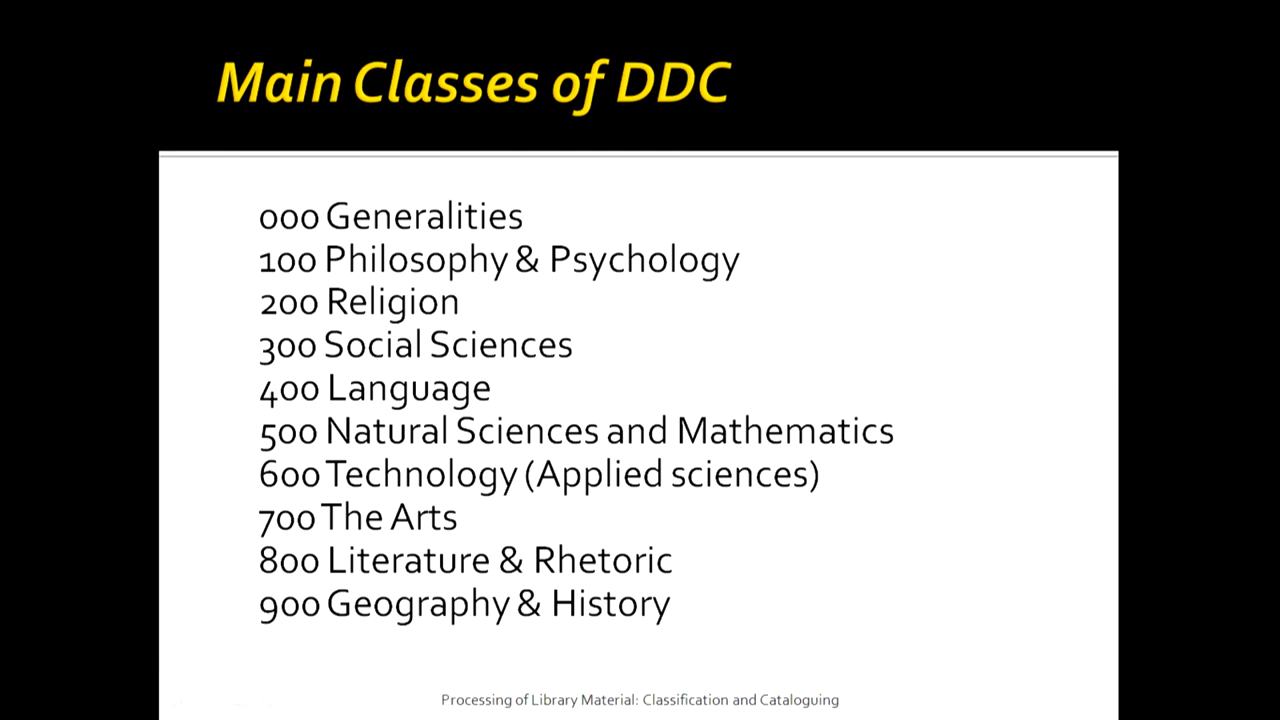 Main Classes of DDC
000 Generalities
100 Philosophy & Psychology
200 Religion
300 Social Sciences
400 Language
500 Natural Sciences and Mathematics
600 Technology (Applied sciences)
700 The Arts
800 Literature & Rhetoric
900 Geography & History
Processing of Library Material: Classification and Cataloguing